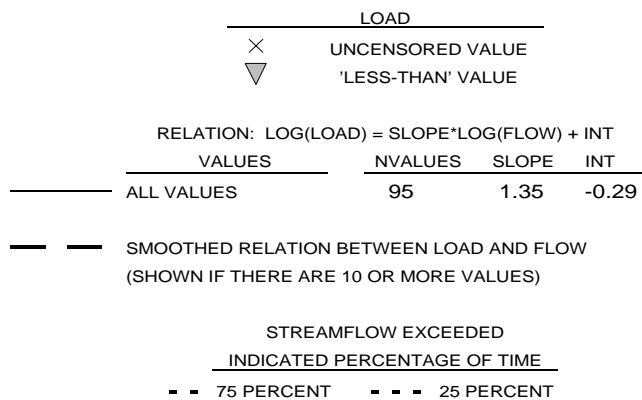 LOAD
UNCENSORED VALUE
'LESS-THAN' VALUE
RELATION: LOG(LOAD) = SLOPE*LOG(FLOW) + INT
VALUES NVALUES SLOPE INT
ALL VALUES 95 1.35 -0.29
SMOOTHED RELATION BETWEEN LOAD AND FLOW
(SHOWN IF THERE ARE 10 OR MORE VALUES)
STREAMFLOW EXCEEDED
INDICATED PERCENTAGE OF TIME
75 PERCENT 25 PERCENT